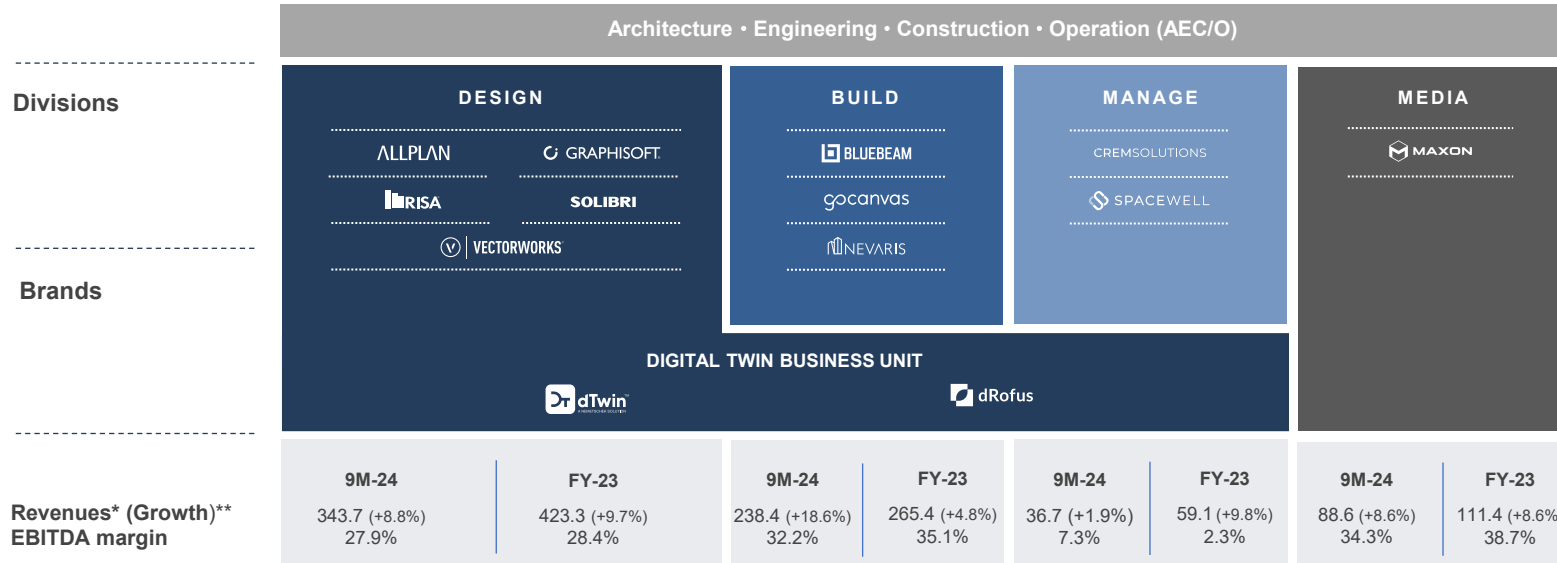 Architecture • Engineering • Construction • Operation (AEC/O)
Divisions
DESIGN
BUILD
MANAGE
MEDIA
ALLPLAN
GRAPHISOFT.
BLUEBEAM
CREMSOLUTIONS
MAXON
RISA
SOLIBRI
gocanvas
SPACEWELL
VECTORWORKS
NEVARIS
Brands
DIGITAL TWIN BUSINESS UNIT
dTwin
A NEMETSCHEK SOLUTION
dRofus
9M-24
FY-23
9M-24
FY-23
9M-24
FY-23
9M-24
FY-23
Revenues* (Growth)**
343.7 (+8.8%)
423.3 (+9.7%)
238.4 (+18.6%)
265.4 (+4.8%)
36.7 (+1.9%)
59.1 (+9.8%)
88.6 (+8.6%)
111.4 (+8.6%
EBITDA margin
27.9%
28.4%
32.2%
35.1%
7.3%
2.3%
34.3%
38.7%